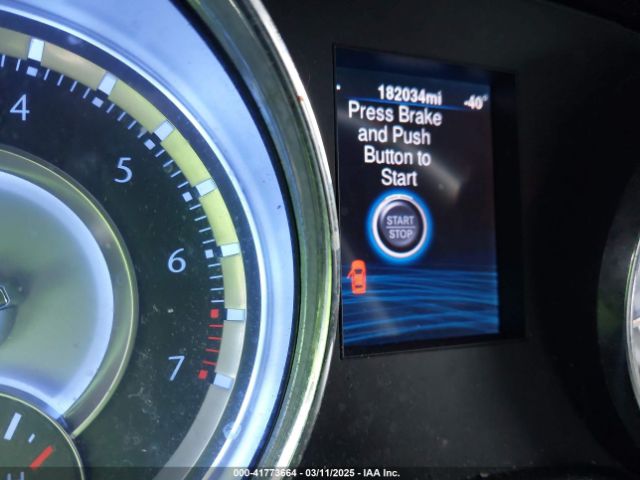 182034mi -40°
Press Brake
and Push
Button to
Start
START
STOP
4
5
6
7
H
000-41773664 - 03/11/2025 - IAA Inc.